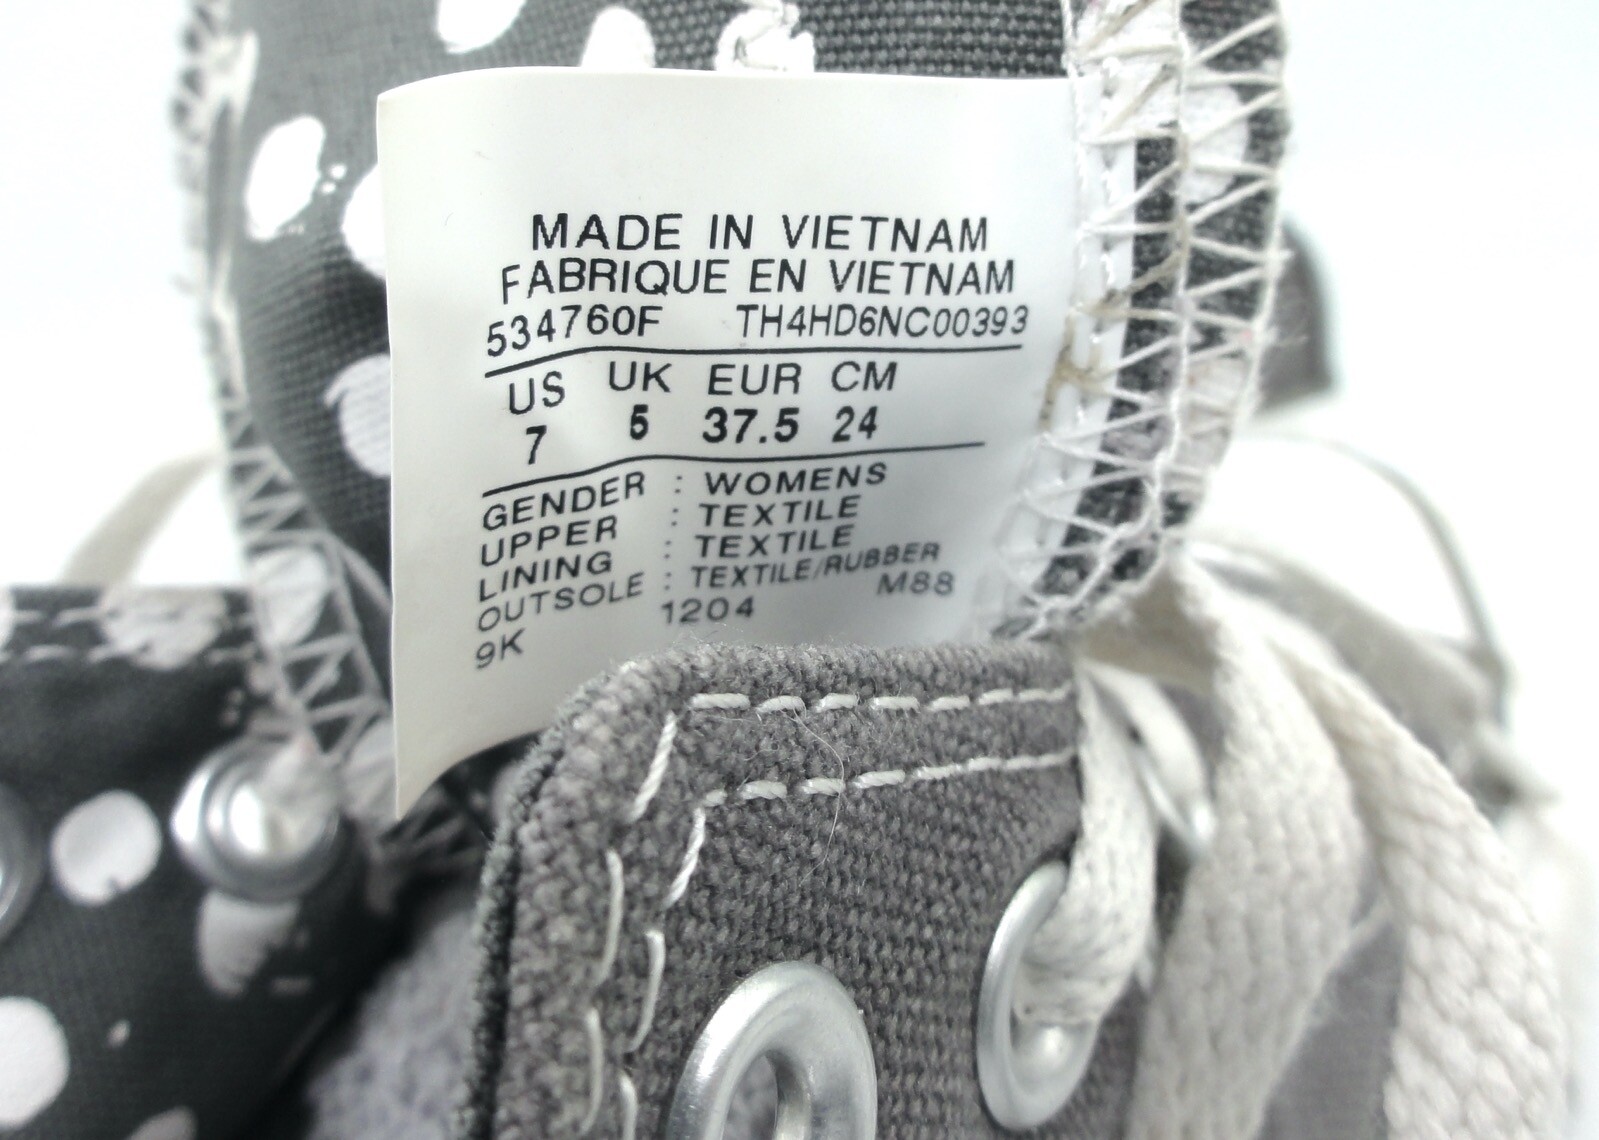 MADE IN VIETNAM
FABRIQUE EN VIETNAM
534760F TH4HD6NC00393
US UK EUR CM
7 5 37.5 24
GENDER : WOMENS
UPPER : TEXTILE
LINING : TEXTILE
OUTSOLE : TEXTILE/RUBBER
9K 1204 M88